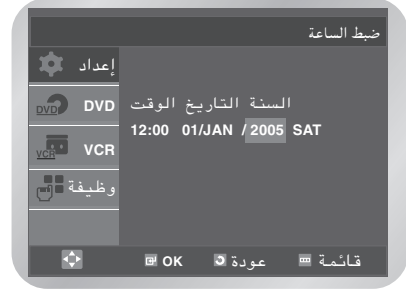 ضبط الساعة
إعداد
DVD DVD
VCR VCR
وظيفة
السنة التاريخ الوقت
12:00 01/JAN / 2005 SAT
OK عودة قائمة